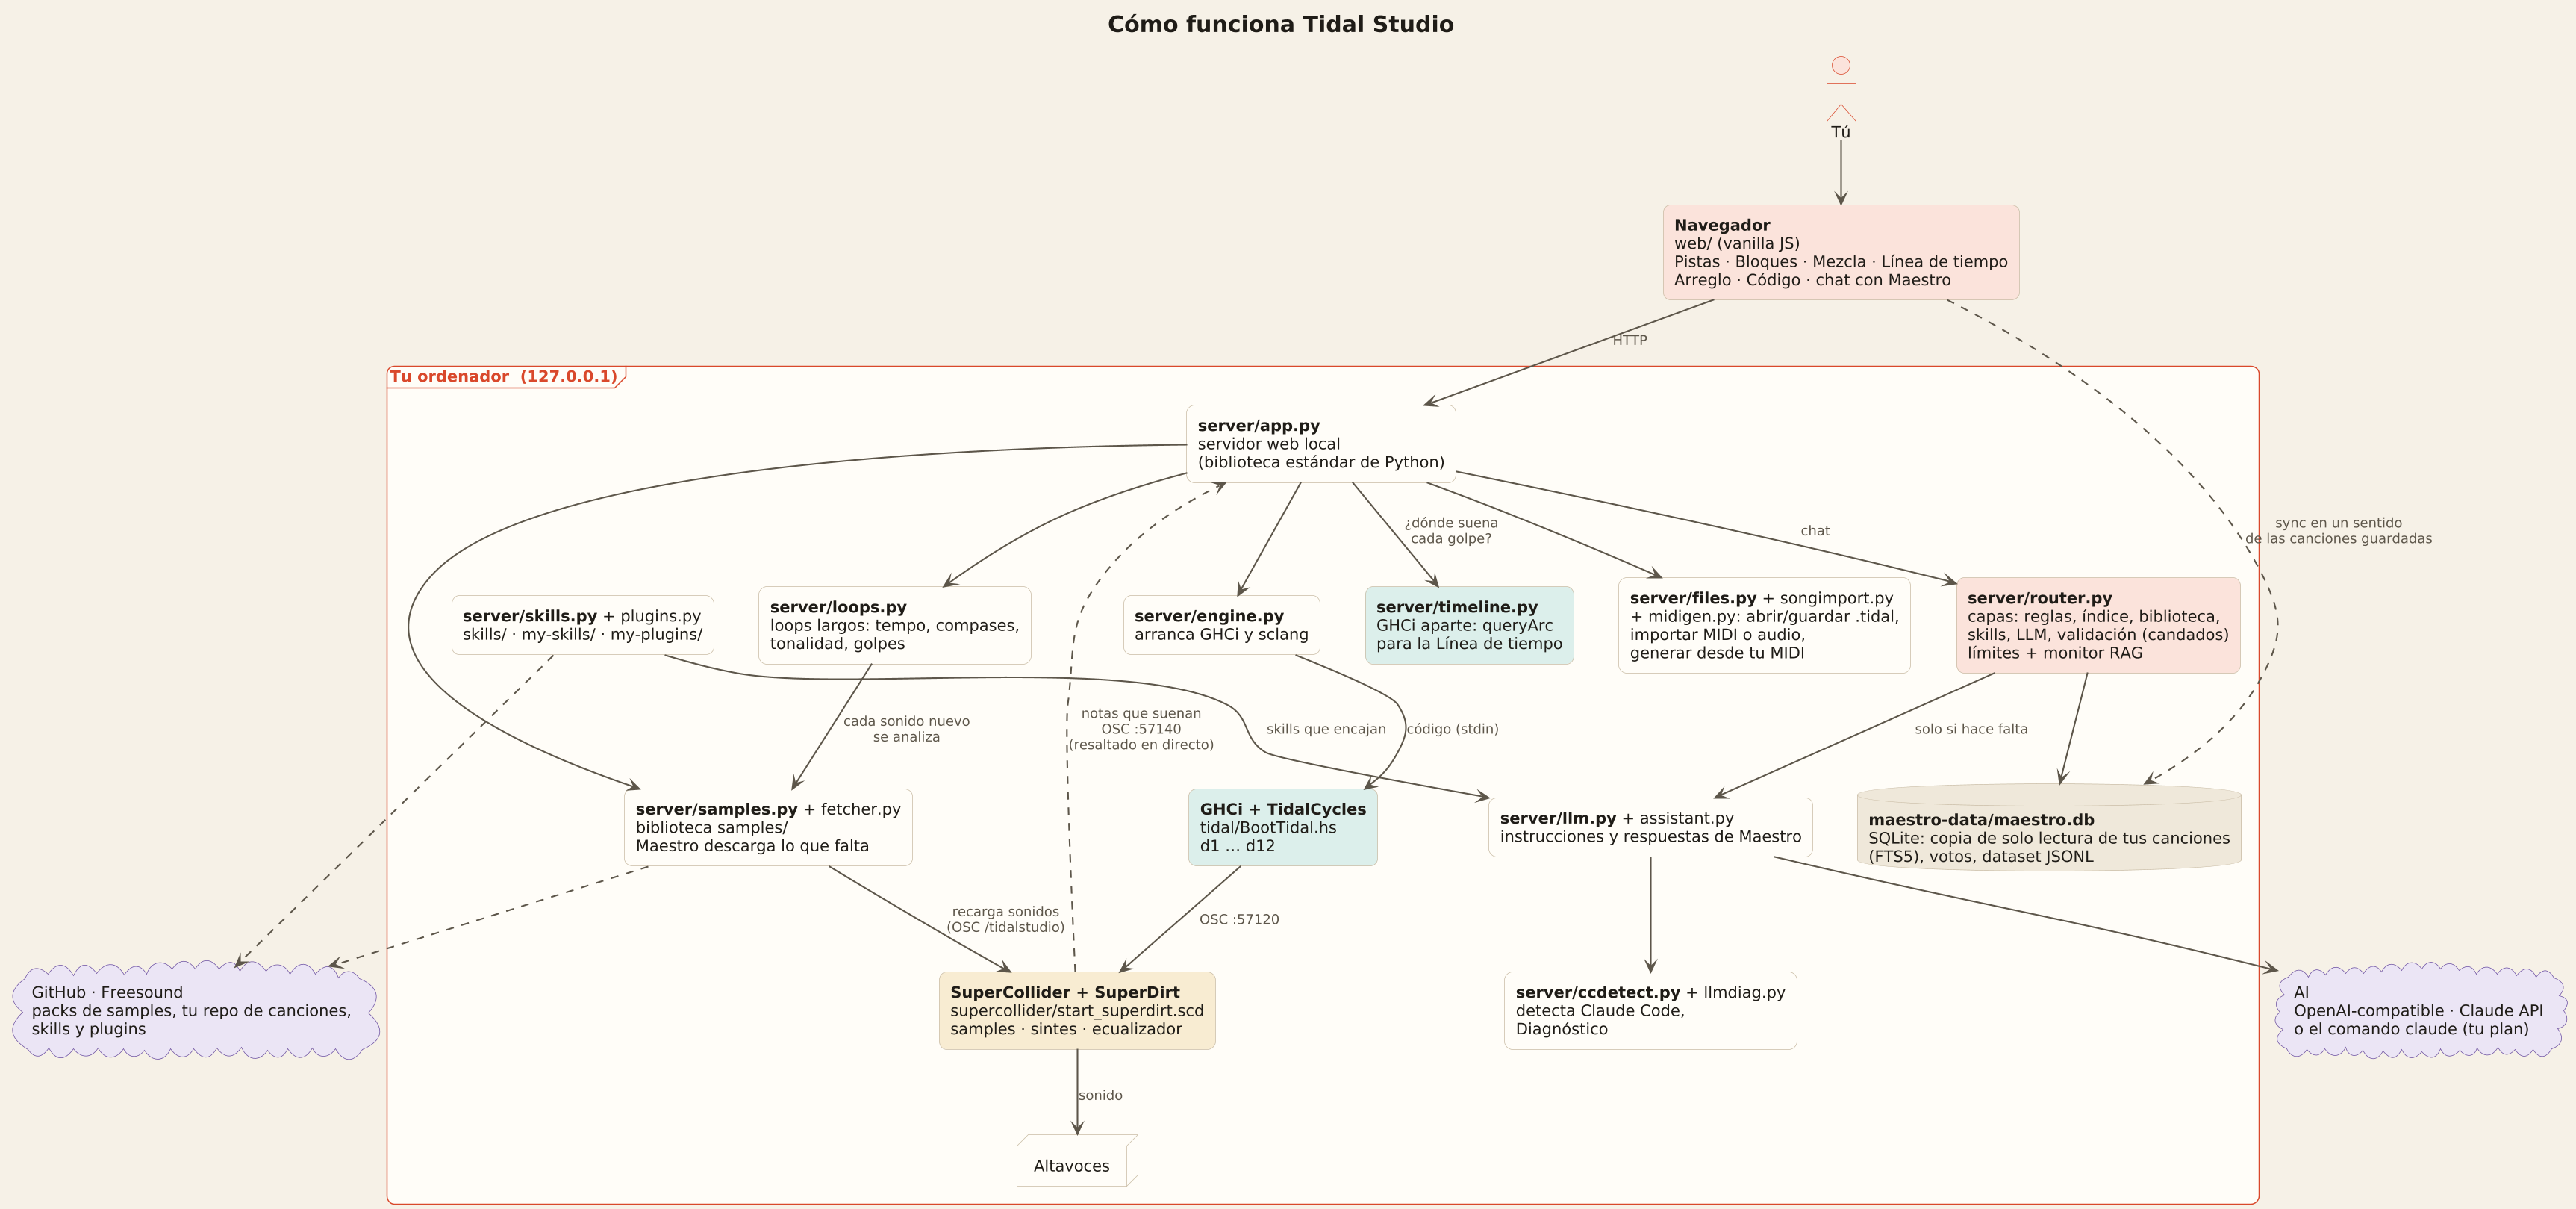 Cómo funciona Tidal Studio
Tú
Navegador
web/ (vanilla JS)
Pistas · Bloques · Mezcla · Línea de tiempo
Arreglo · Código · chat con Maestro
HTTP
Tu ordenador  (127.0.0.1)
server/app.py
servidor web local
(biblioteca estándar de Python)
¿dónde suena
cada golpe?
chat
sync en un sentido
de las canciones guardadas
server/skills.py + plugins.py
skills/ · my-skills/ · my-plugins/
server/loops.py
loops largos: tempo, compases,
tonalidad, golpes
server/engine.py
arranca GHCi y sclang
server/timeline.py
GHCi aparte: queryArc
para la Línea de tiempo
server/files.py + songimport.py
+ midigen.py: abrir/guardar .tidal,
importar MIDI o audio,
generar desde tu MIDI
server/router.py
capas: reglas, índice, biblioteca,
skills, LLM, validación (candados)
límites + monitor RAG
cada sonido nuevo
se analiza
notas que suenan
OSC :57140
(resaltado en directo)
skills que encajan
código (stdin)
solo si hace falta
server/samples.py + fetcher.py
biblioteca samples/
Maestro descarga lo que falta
GHCi + TidalCycles
tidal/BootTidal.hs
d1 ... d12
server/llm.py + assistant.py
instrucciones y respuestas de Maestro
maestro-data/maestro.db
SQLite: copia de solo lectura de tus canciones
(FTS5), votos, dataset JSONL
recarga sonidos
(OSC /tidalstudio)
OSC :57120
GitHub · Freesound
packs de samples, tu repo de canciones,
skills y plugins
SuperCollider + SuperDirt
supercollider/start_superdirt.scd
samples · sintes · ecualizador
server/ccdetect.py + llmdiag.py
detecta Claude Code,
Diagnóstico
AI
OpenAI-compatible · Claude API
o el comando claude (tu plan)
sonido
Altavoces